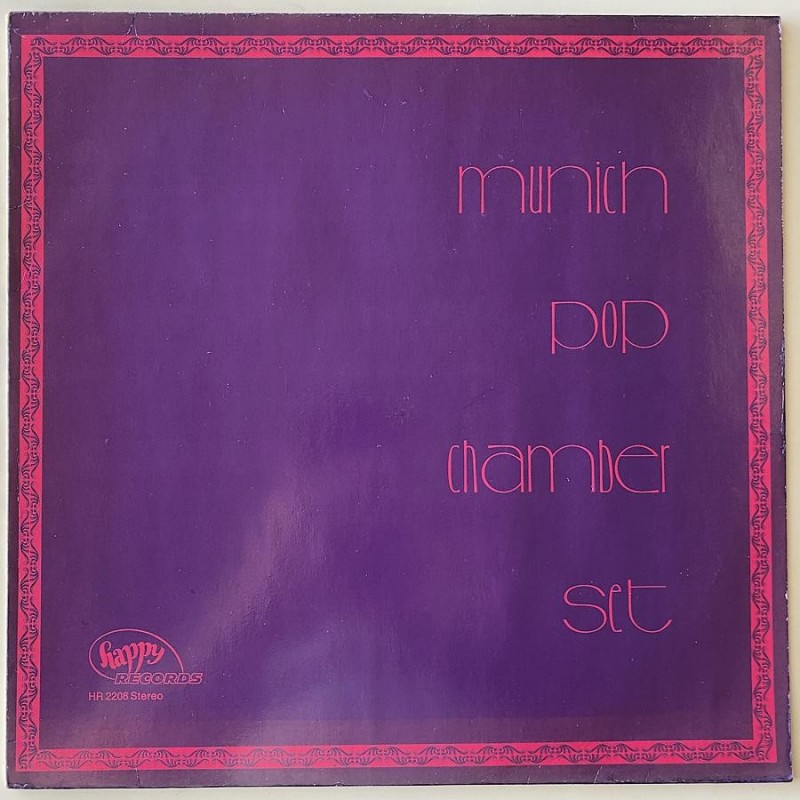 munich
pop
chamber
set
happy
RECORDS
HR 2208 Stereo